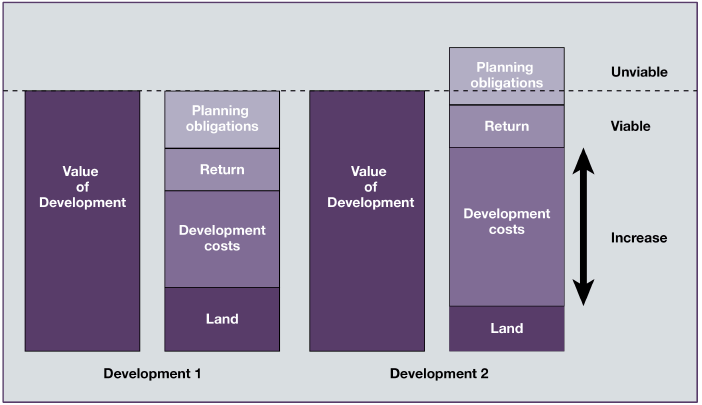 Value
of
Development
Planning
obligations
Return
Development
costs
Land
Development 1
Value
of
Development
Planning
obligations
Return
Development
costs
Land
Development 2
Unviable
Viable
Increase